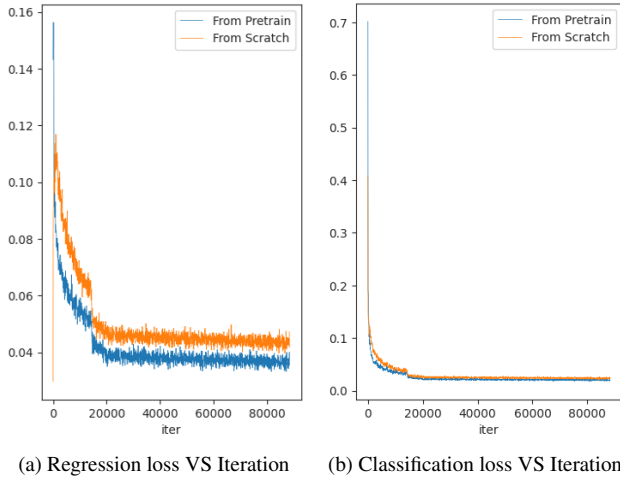 0.16
0.14
0.12
0.10
0.08
0.06
0.04
From Pretrain
From Scratch
0 20000 40000 60000 80000
iter
(a) Regression loss VS Iteration
0.7
0.6
0.5
0.4
0.3
0.2
0.1
0.0
From Pretrain
From Scratch
0 20000 40000 60000 80000
iter
(b) Classification loss VS Iteration